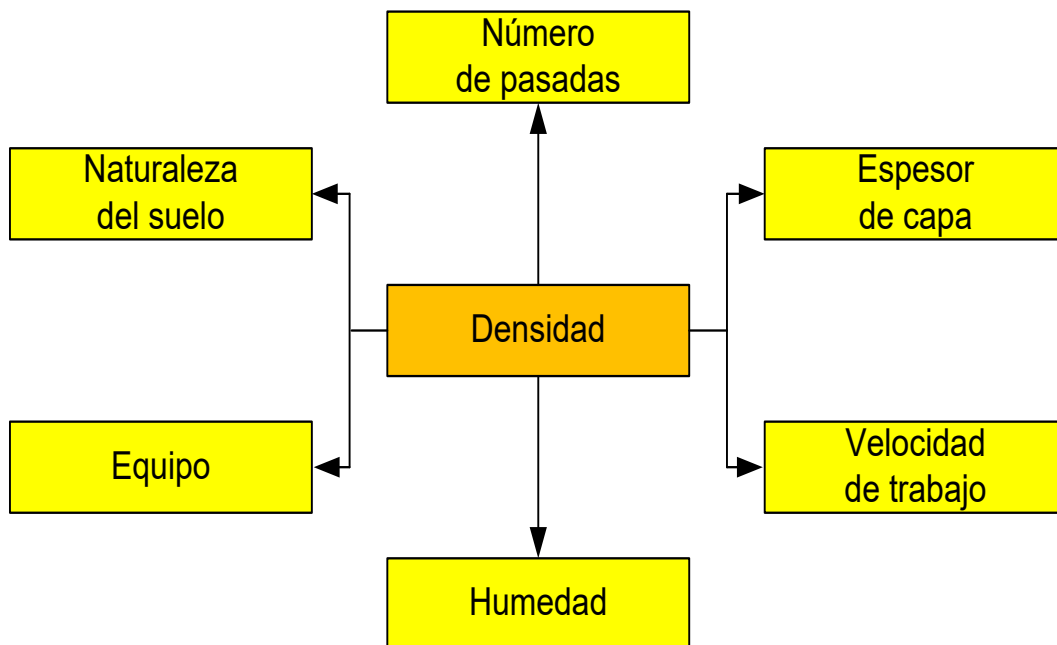 Número
de pasadas
Naturaleza
del suelo
Espesor
de capa
Densidad
Equipo
Velocidad
de trabajo
Humedad